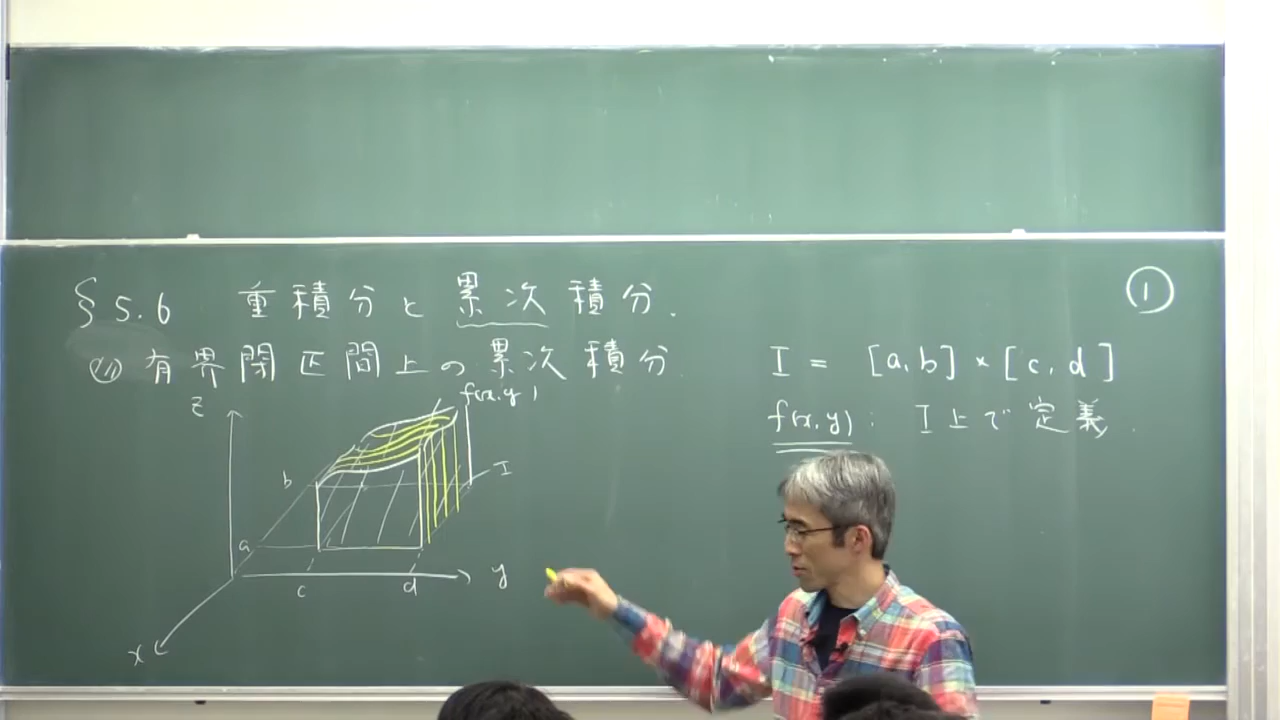 §5.6 重積分と累次積分.
(1) 有界閉区間上の累次積分.
①
I = [a,b]×[c,d]
f(x,y): I上で定義.
z
f(x,y)
b
I
a
c
d
y
x